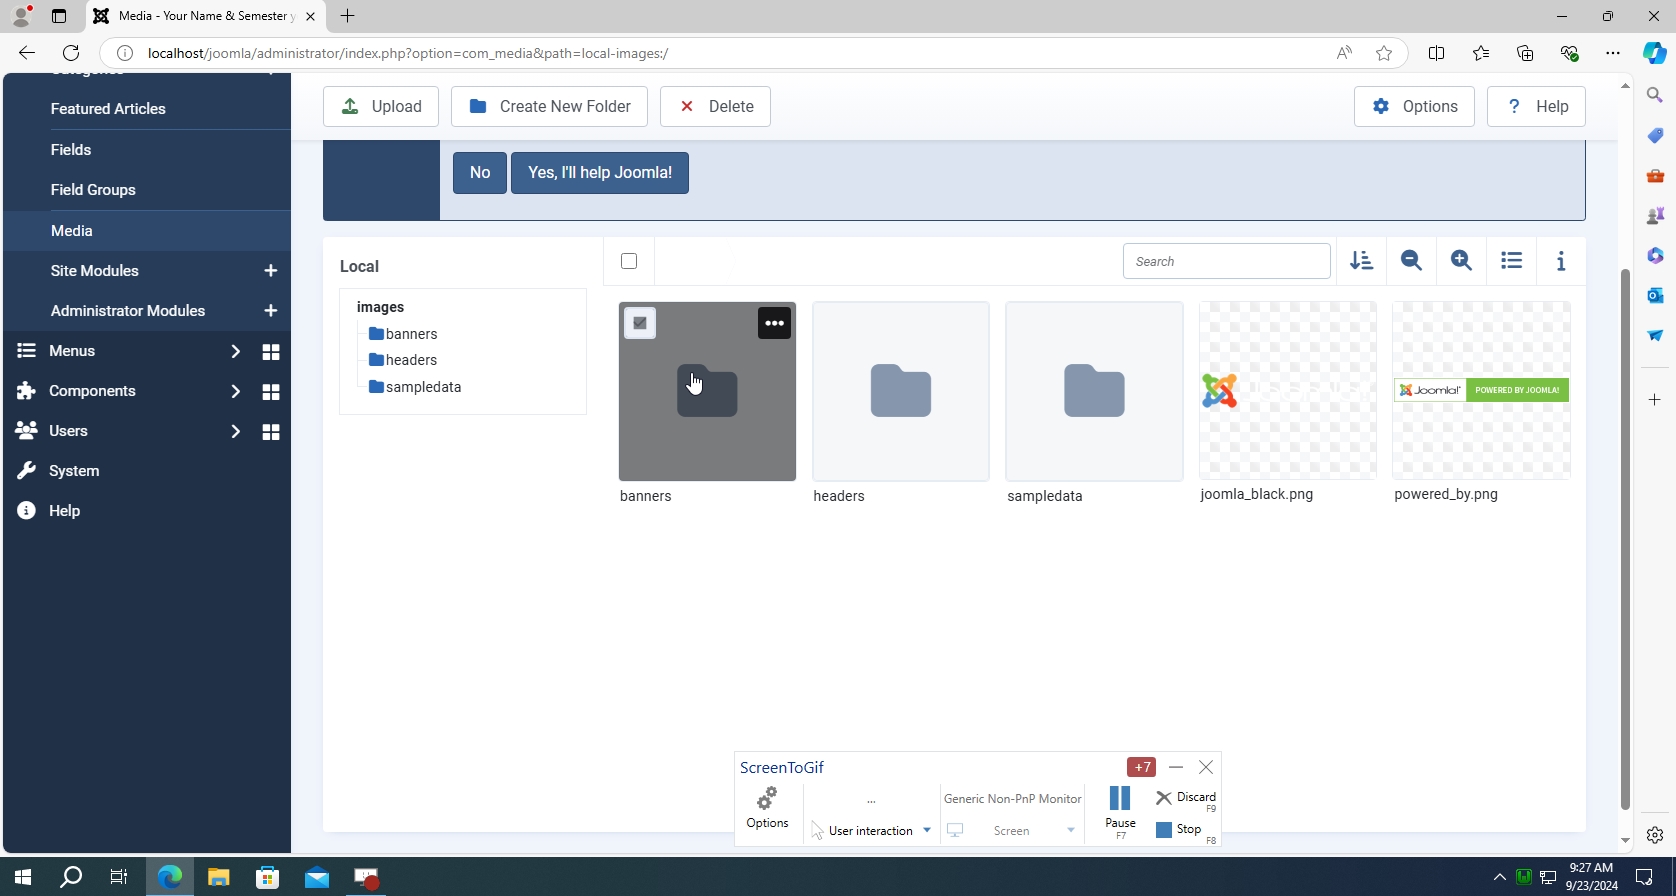 Media - Your Name & Semester y
localhost/joomla/administrator/index.php?option=com_media&path=local-images:/
Categories
Featured Articles
Fields
Field Groups
Media
Site Modules
Administrator Modules
Menus
Components
Users
System
Help
Upload
Create New Folder
Delete
Options
? Help
No
Yes, I'll help Joomla!
Local
Search
images
banners
headers
sampledata
banners
headers
sampledata
joomla_black.png
powered_by.png
Joomla!
POWERED BY JOOMLA!
ScreenToGif
+7
Options
...
User interaction
Generic Non-PnP Monitor
Screen
Pause
F7
Discard
F9
Stop
F8
9:27 AM
9/23/2024